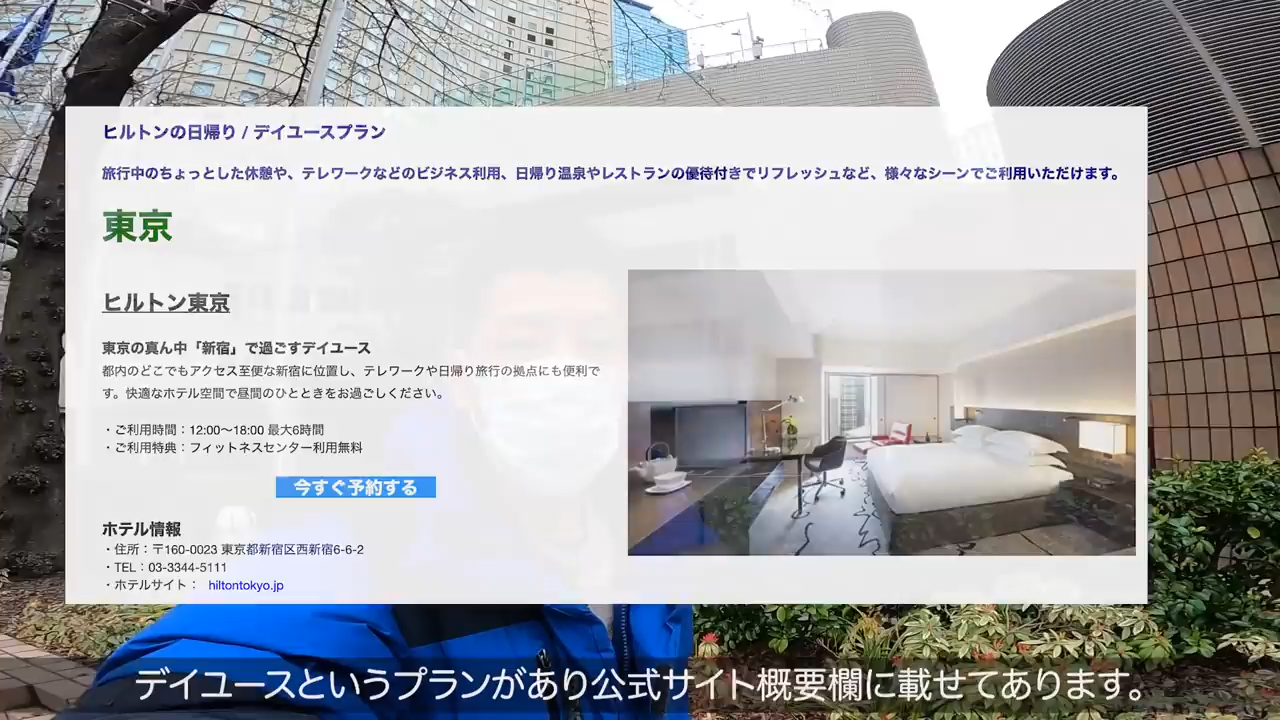 ヒルトンの日帰り / デイユースプラン
旅行中のちょっとした休憩や、テレワークなどのビジネス利用、日帰り温泉やレストランの優待付きでリフレッシュなど、様々なシーンでご利用いただけます。
東京
ヒルトン東京
東京の真ん中「新宿」で過ごすデイユース
都内のどこでもアクセス至便な新宿に位置し、テレワークや日帰り旅行の拠点にも便利で
す。快適なホテル空間で昼間のひとときをお過ごしください。
・ご利用時間：12:00〜18:00 最大6時間
・ご利用特典：フィットネスセンター利用無料
今すぐ予約する
ホテル情報
・住所：〒160-0023 東京都新宿区西新宿6-6-2
・TEL：03-3344-5111
・ホテルサイト： hiltontokyo.jp
デイユースというプランがあり公式サイト概要欄に載せてあります。